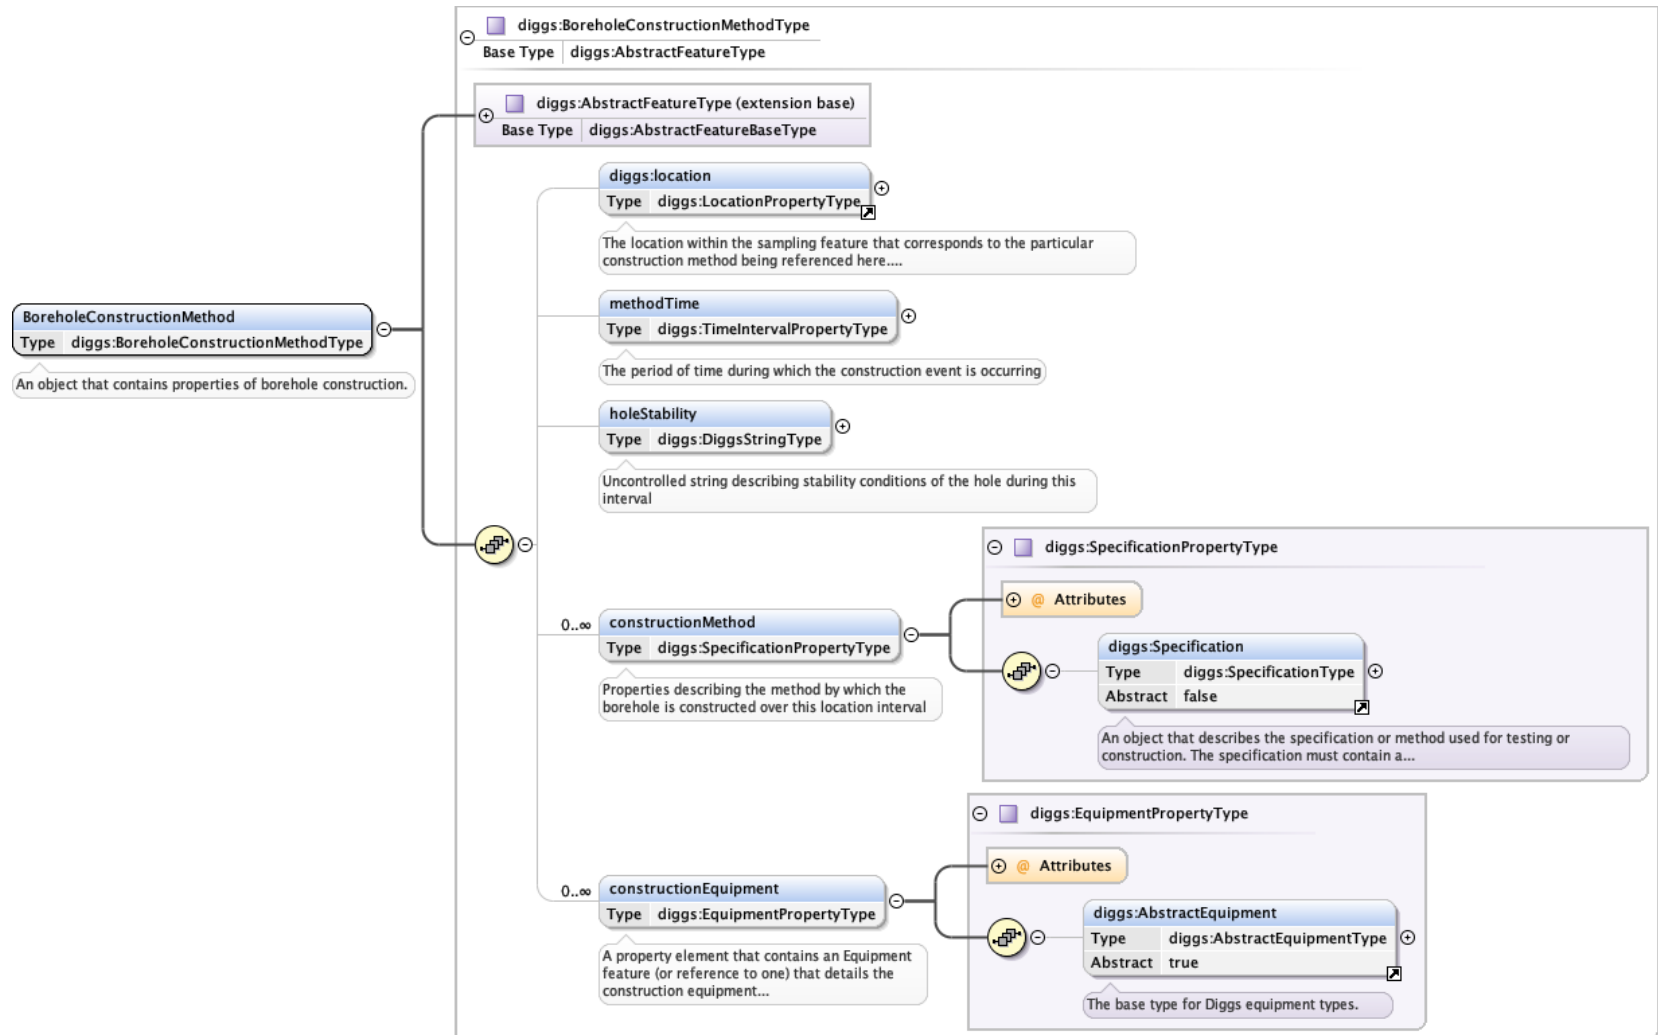 diggs:BoreholeConstructionMethodType
Base Type diggs:AbstractFeatureType
diggs:AbstractFeatureType (extension base)
Base Type diggs:AbstractFeatureBaseType
diggs:location
Type diggs:LocationPropertyType
The location within the sampling feature that corresponds to the particular
construction method being referenced here....
methodTime
Type diggs:TimeIntervalPropertyType
The period of time during which the construction event is occurring
BoreholeConstructionMethod
Type diggs:BoreholeConstructionMethodType
An object that contains properties of borehole construction.
holeStability
Type diggs:DiggsStringType
Uncontrolled string describing stability conditions of the hole during this
interval
0..∞
constructionMethod
Type diggs:SpecificationPropertyType
Properties describing the method by which the
borehole is constructed over this location interval
diggs:SpecificationPropertyType
@ Attributes
diggs:Specification
Type diggs:SpecificationType
Abstract false
An object that describes the specification or method used for testing or
construction. The specification must contain a...
0..∞
constructionEquipment
Type diggs:EquipmentPropertyType
A property element that contains an Equipment
feature (or reference to one) that details the
construction equipment...
diggs:EquipmentPropertyType
@ Attributes
diggs:AbstractEquipment
Type diggs:AbstractEquipmentType
Abstract true
The base type for Diggs equipment types.